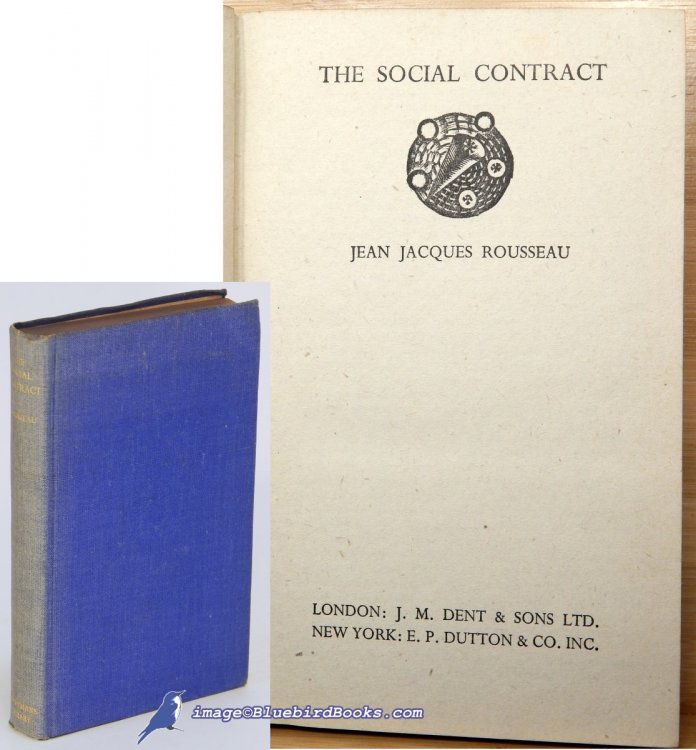 THE SOCIAL CONTRACT
JEAN JACQUES ROUSSEAU
LONDON: J. M. DENT & SONS LTD.
NEW YORK: E. P. DUTTON & CO. INC.
image©BluebirdBooks.com